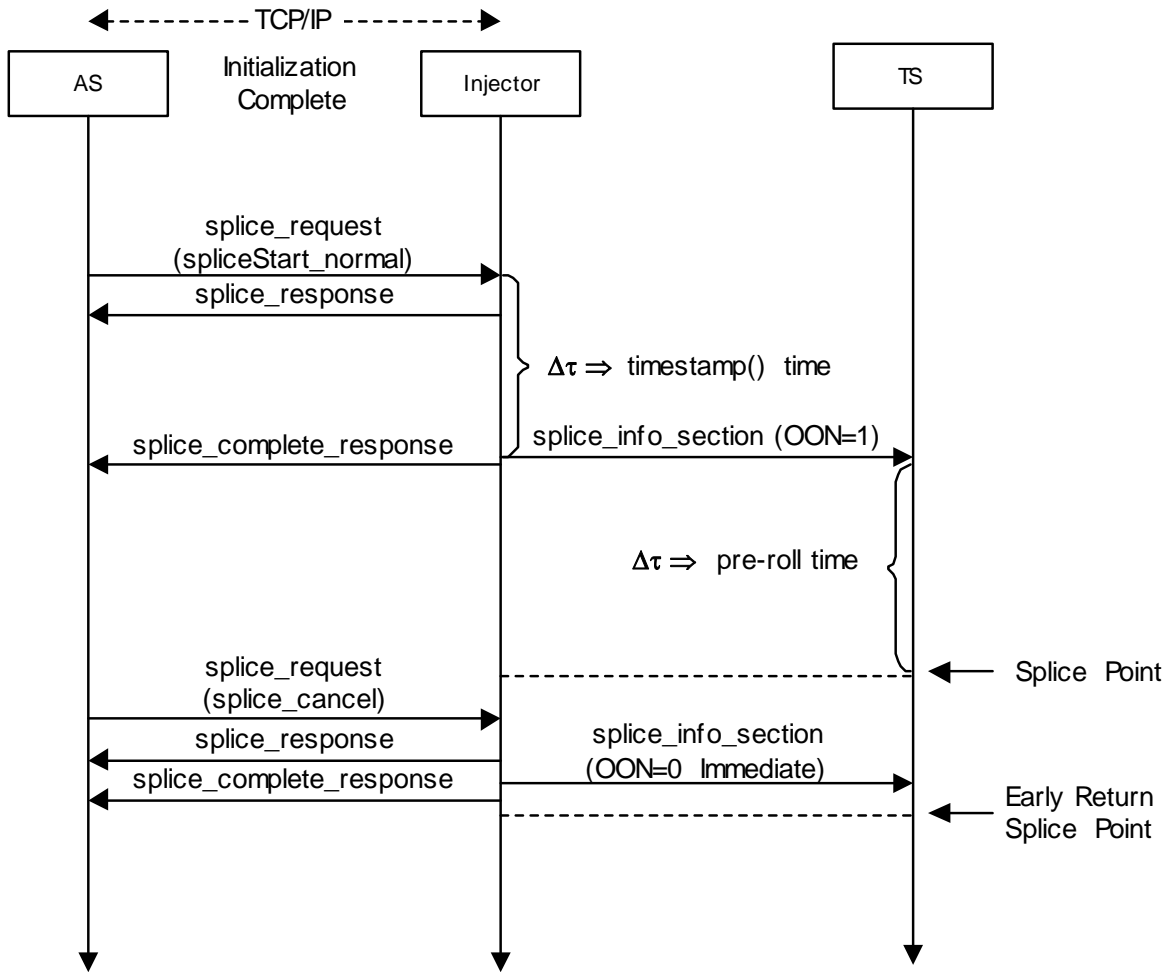 TCP/IP
AS
Initialization
Complete
Injector
TS
splice_request
(spliceStart_normal)
splice_response
Δτ ⇒ timestamp() time
splice_complete_response
splice_info_section (OON=1)
Δτ ⇒ pre-roll time
splice_request
(splice_cancel)
Splice Point
splice_response
splice_info_section
(OON=0 Immediate)
splice_complete_response
Early Return
Splice Point